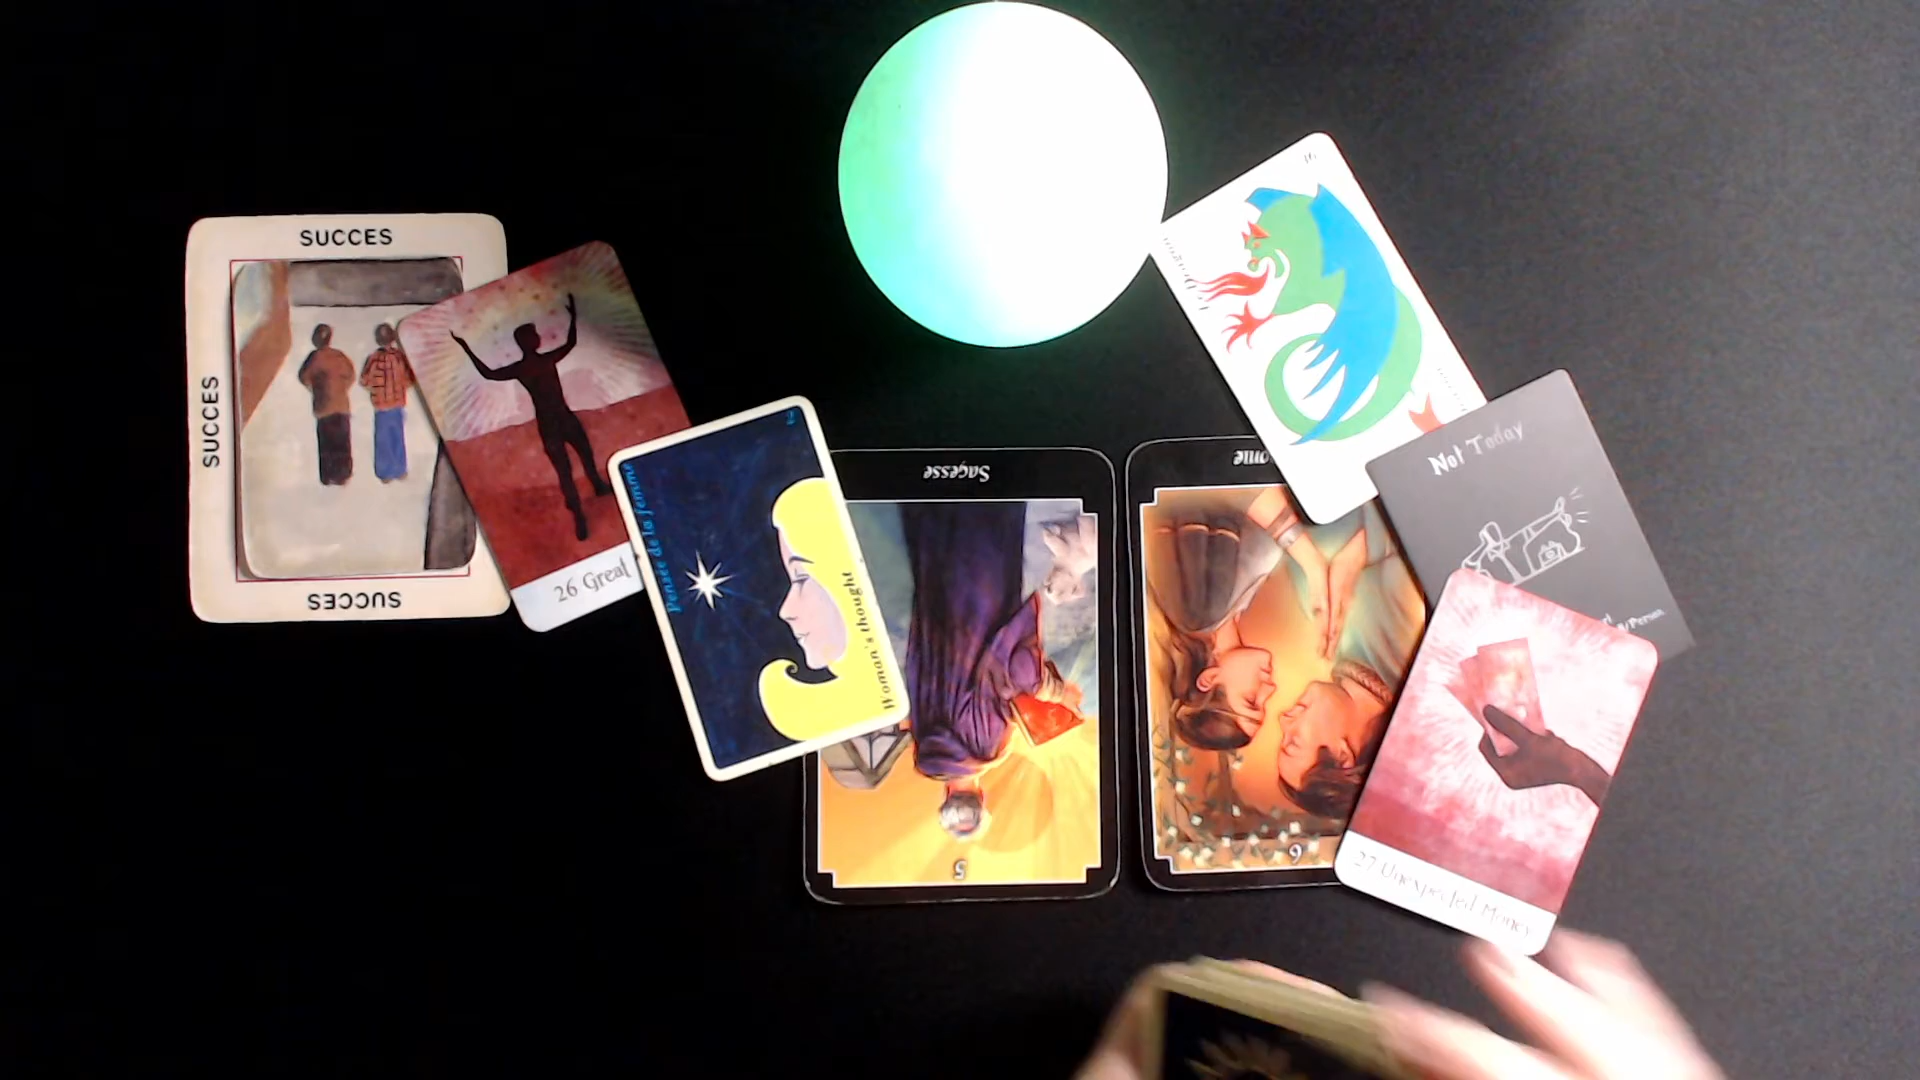 SUCCES
SUCCES
SUCCES
26 Great
Pensée de la femme
Woman's thought
Sagesse
5
16
Not Today
6
27 Unexpected Money